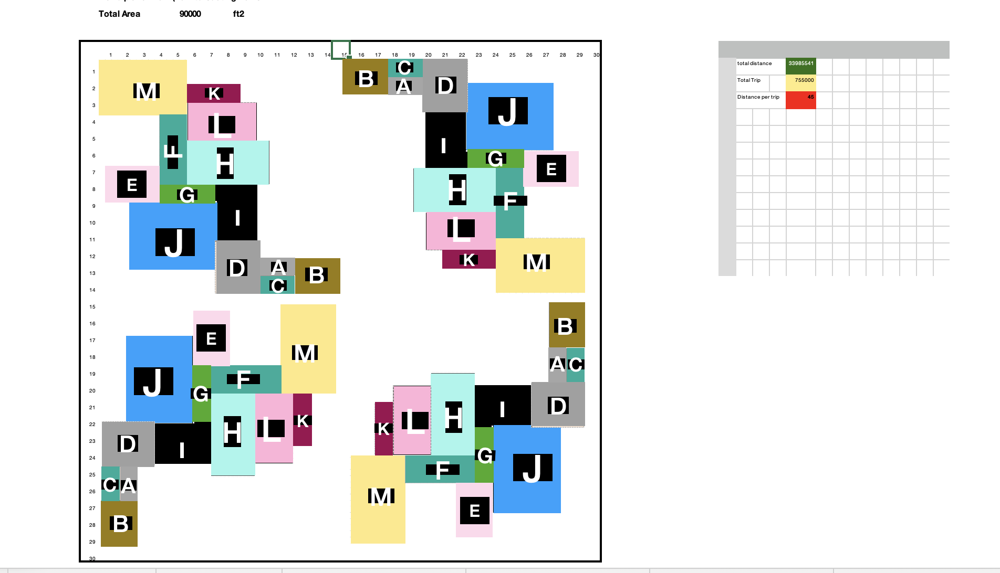 Total Area 90000 ft2
1 2 3 4 5 6 7 8 9 10 11 12 13 14 15 16 17 18 19 20 21 22 23 24 25 26 27 28 29 30
total distance 33985541
Total Trip 755000
Distance per trip 45
1
2
3
4
5
6
7
8
9
10
11
12
13
14
15
16
17
18
19
20
21
22
23
24
25
26
27
28
29
30
M
K
L
F
H
E
G
I
J
D
A
B
C
B
C
A
D
J
I
G
E
H
F
L
K
M
E
M
J
F
G
K
H
L
D
I
C
A
B
B
A
C
I
D
K
L
H
G
J
F
M
E